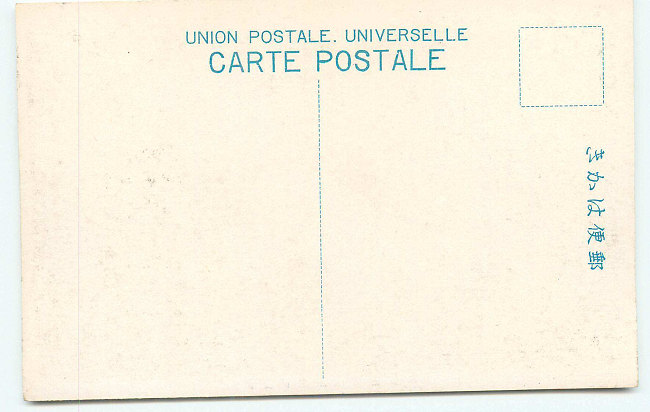 UNION POSTALE. UNIVERSELLE
CARTE POSTALE
郵便はかき